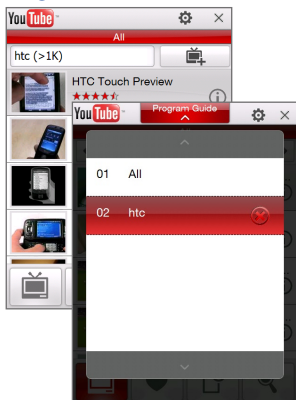 YouTube
All
htc (>1K)
HTC Touch Preview
YouTube
Program Guide
01 All
02 htc